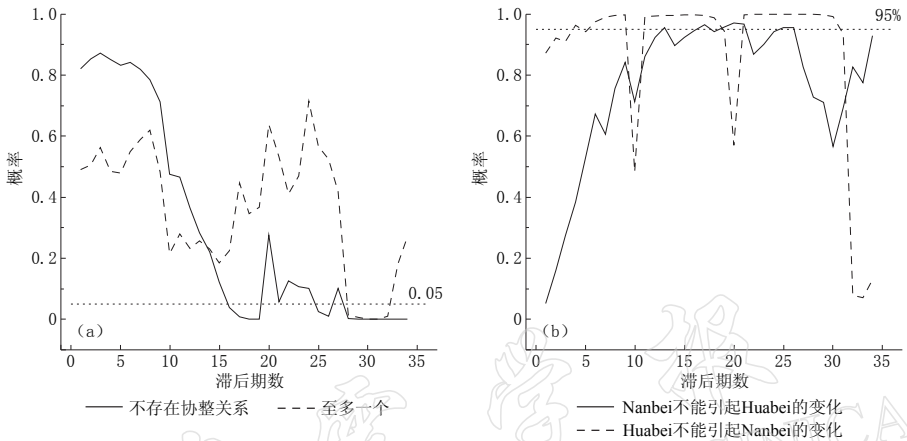 1.0
0.8
0.6
0.4
0.2
0
概率
0.05
(a)
0 5 10 15 20 25 30 35
滞后期数
不存在协整关系 至多一个
1.0
0.8
0.6
0.4
0.2
0
概率
95%
(b)
0 5 10 15 20 25 30 35
滞后期数
Nanbei不能引起Huabei的变化
Huabei不能引起Nanbei的变化